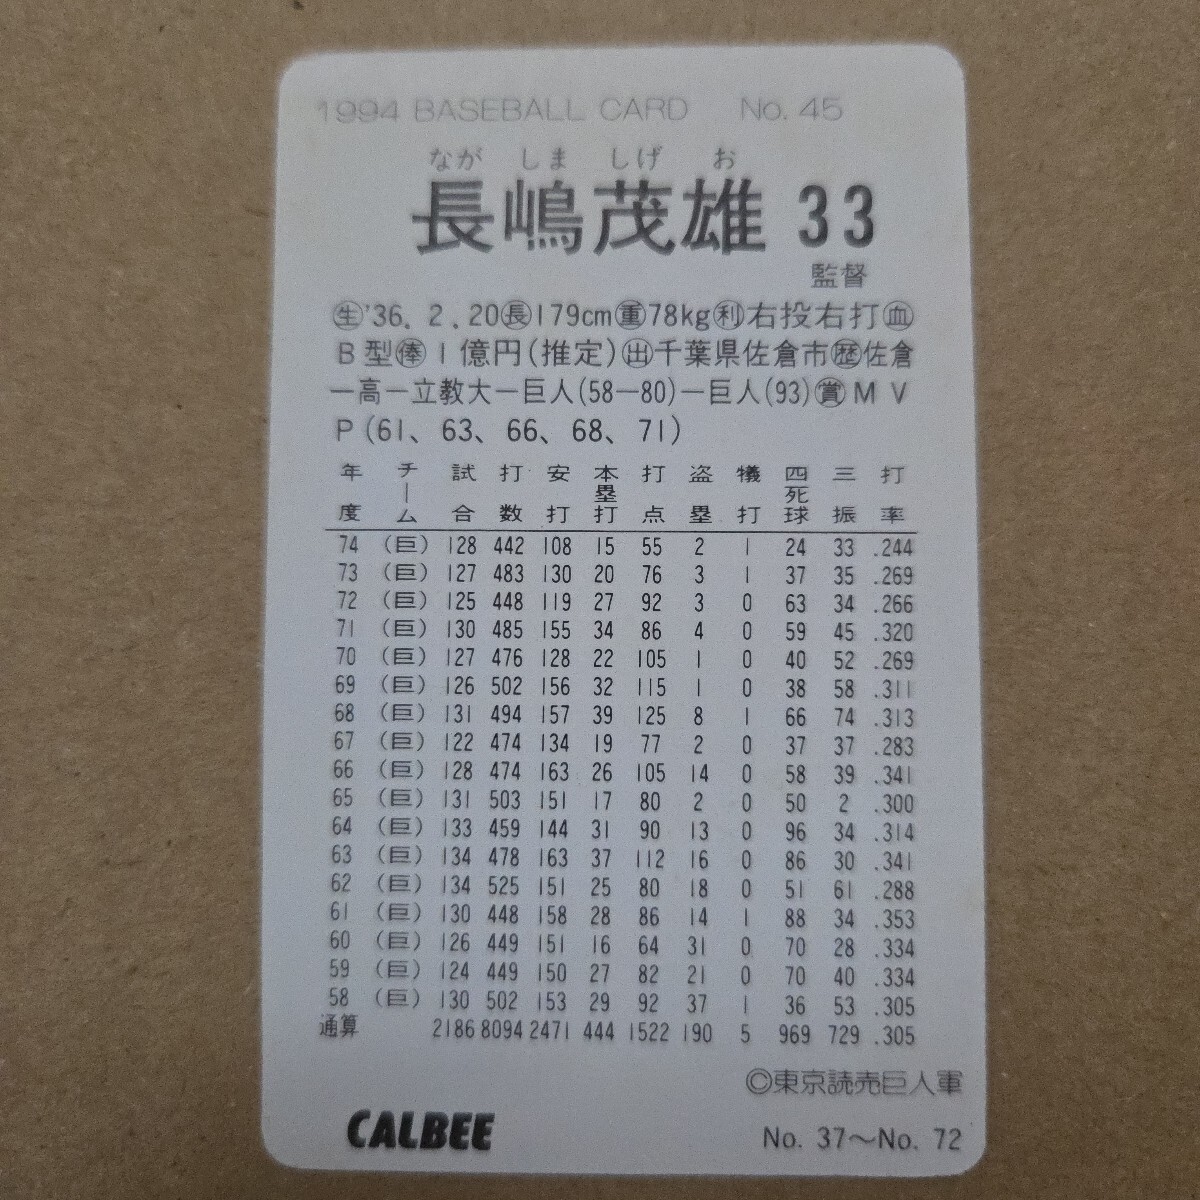 1994 BASEBALL CARD No. 45
なが しま しげ お
長嶋茂雄 33
監督
㊤'36. 2. 20㊤179cm㊤78kg㊤右投右打㊤
B型㊤1億円(推定)㊤千葉県佐倉市㊤佐倉
一高ー立教大ー巨人(58ー80)ー巨人(93)㊤MV
P(61、63、66、68、71)
年度 チーム 試合 打数 安打 本塁打 打点 盗塁 犠打 四死球 三振 打率
74 (巨) 128 442 108 15 55 2 1 24 33 .244
73 (巨) 127 483 130 20 76 3 1 37 35 .269
72 (巨) 125 448 119 27 92 3 0 63 34 .266
71 (巨) 130 485 155 34 86 4 0 59 45 .320
70 (巨) 127 476 128 22 105 1 0 40 52 .269
69 (巨) 126 502 156 32 115 1 0 38 58 .311
68 (巨) 131 494 157 39 125 8 1 66 74 .313
67 (巨) 122 474 134 19 77 2 0 37 37 .283
66 (巨) 128 474 163 26 105 14 0 58 39 .341
65 (巨) 131 503 151 17 80 2 0 50 2 .300
64 (巨) 133 459 144 31 90 13 0 96 34 .314
63 (巨) 134 478 163 37 112 16 0 86 30 .341
62 (巨) 134 525 151 25 80 18 0 51 61 .288
61 (巨) 130 448 158 28 86 14 1 88 34 .353
60 (巨) 126 449 151 16 64 31 0 70 28 .334
59 (巨) 124 449 150 27 82 21 0 70 40 .334
58 (巨) 130 502 153 29 92 37 1 36 53 .305
通算 2186 8094 2471 444 1522 190 5 969 729 .305
©東京読売巨人軍
CALBEE No. 37〜No. 72